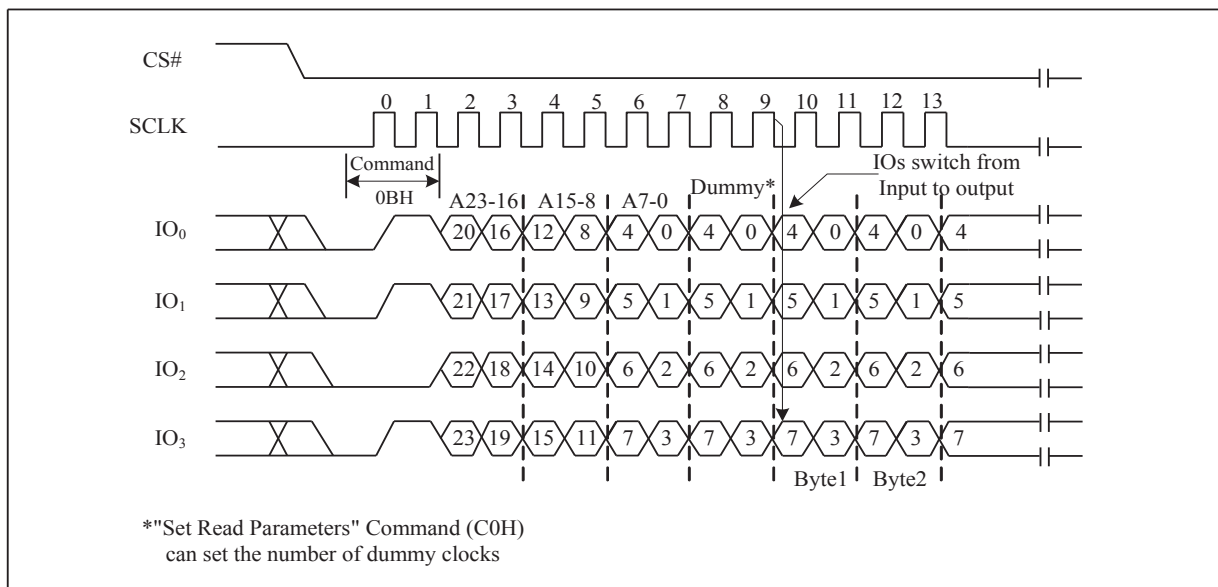 CS#
0 1 2 3 4 5 6 7 8 9 10 11 12 13
SCLK
Command
0BH
IOs switch from
Input to output
Dummy*
A23-16 A15-8 A7-0
IO₀ 20 16 12 8 4 0 4 0 4 0 4 0 4
IO₁ 21 17 13 9 5 1 5 1 5 1 5 1 5
IO₂ 22 18 14 10 6 2 6 2 6 2 6 2 6
IO₃ 23 19 15 11 7 3 7 3 7 3 7 3 7
Byte1 Byte2
*"Set Read Parameters" Command (C0H)
can set the number of dummy clocks